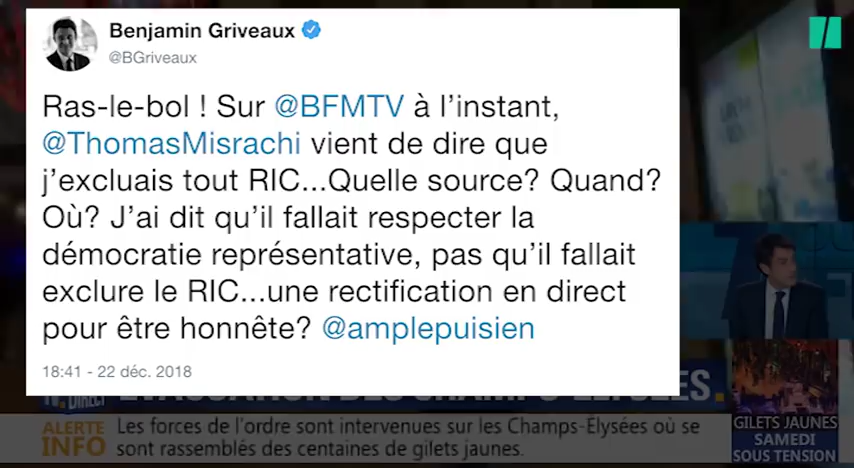 Benjamin Griveaux
@BGriveaux
Ras-le-bol ! Sur @BFMTV à l'instant,
@ThomasMisrachi vient de dire que
j'excluais tout RIC...Quelle source? Quand?
Où? J'ai dit qu'il fallait respecter la
démocratie représentative, pas qu'il fallait
exclure le RIC...une rectification en direct
pour être honnête? @amplepuisien
18:41 - 22 déc. 2018
DIRECT
ALERTE
INFO
Les forces de l'ordre sont intervenues sur les Champs-Élysées où se
sont rassemblés des centaines de gilets jaunes.
GILETS JAUNES
SAMEDI
SOUS TENSION